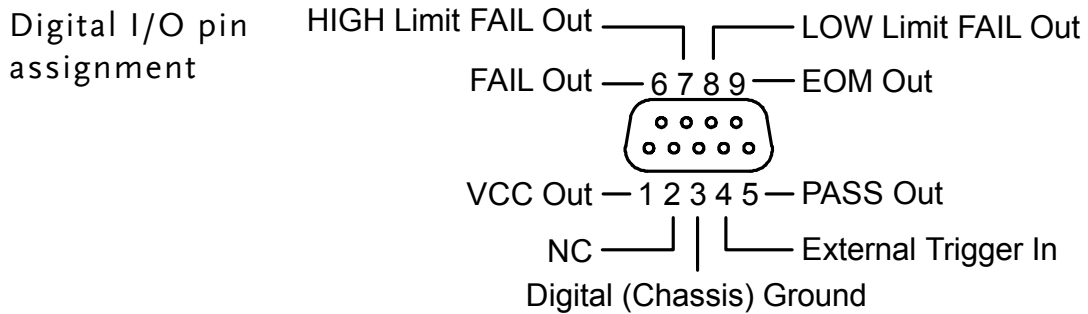 Digital I/O pin
assignment
HIGH Limit FAIL Out
LOW Limit FAIL Out
FAIL Out
6 7 8 9
EOM Out
VCC Out
1 2 3 4 5
PASS Out
NC
External Trigger In
Digital (Chassis) Ground